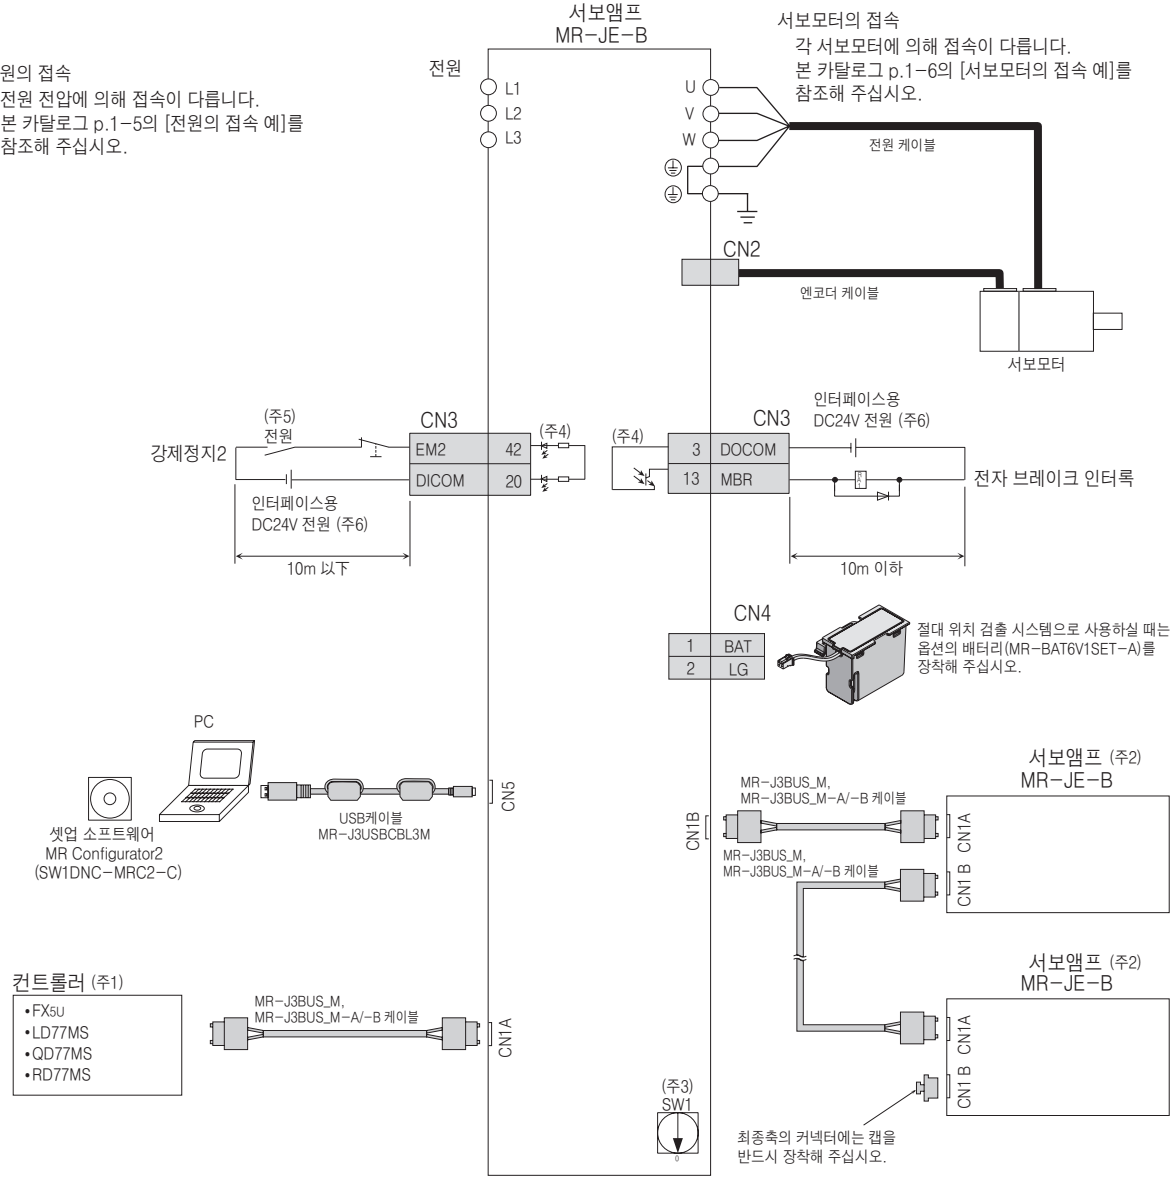 서보앰프
MR-JE-B
원의 접속
전원 전압에 의해 접속이 다릅니다.
본 카탈로그 p.1-5의 [전원의 접속 예]를
참조해 주십시오.
전원
L1
L2
L3
서보모터의 접속
각 서보모터에 의해 접속이 다릅니다.
본 카탈로그 p.1-6의 [서보모터의 접속 예]를
참조해 주십시오.
U
V
W
전원 케이블
CN2
엔코더 케이블
서보모터
강제정지2
(주5)
전원
CN3
EM2 42
DICOM 20
(주4)
인터페이스용
DC24V 전원 (주6)
10m 以下
(주4)
CN3
3 DOCOM
13 MBR
인터페이스용
DC24V 전원 (주6)
RA1
전자 브레이크 인터록
10m 이하
CN4
1 BAT
2 LG
절대 위치 검출 시스템으로 사용하실 때는
옵션의 배터리(MR-BAT6V1SET-A)를
장착해 주십시오.
PC
셋업 소프트웨어
MR Configurator2
(SW1DNC-MRC2-C)
USB케이블
MR-J3USBCBL3M
CN5
CN1B
MR-J3BUS_M,
MR-J3BUS_M-A/-B 케이블
MR-J3BUS_M,
MR-J3BUS_M-A/-B 케이블
서보앰프 (주2)
MR-JE-B
CN1A
CN1 B
컨트롤러 (주1)
•FX5U
•LD77MS
•QD77MS
•RD77MS
MR-J3BUS_M,
MR-J3BUS_M-A/-B 케이블
CN1A
(주3)
SW1
0
서보앰프 (주2)
MR-JE-B
CN1A
CN1 B
최종축의 커넥터에는 캡을
반드시 장착해 주십시오.